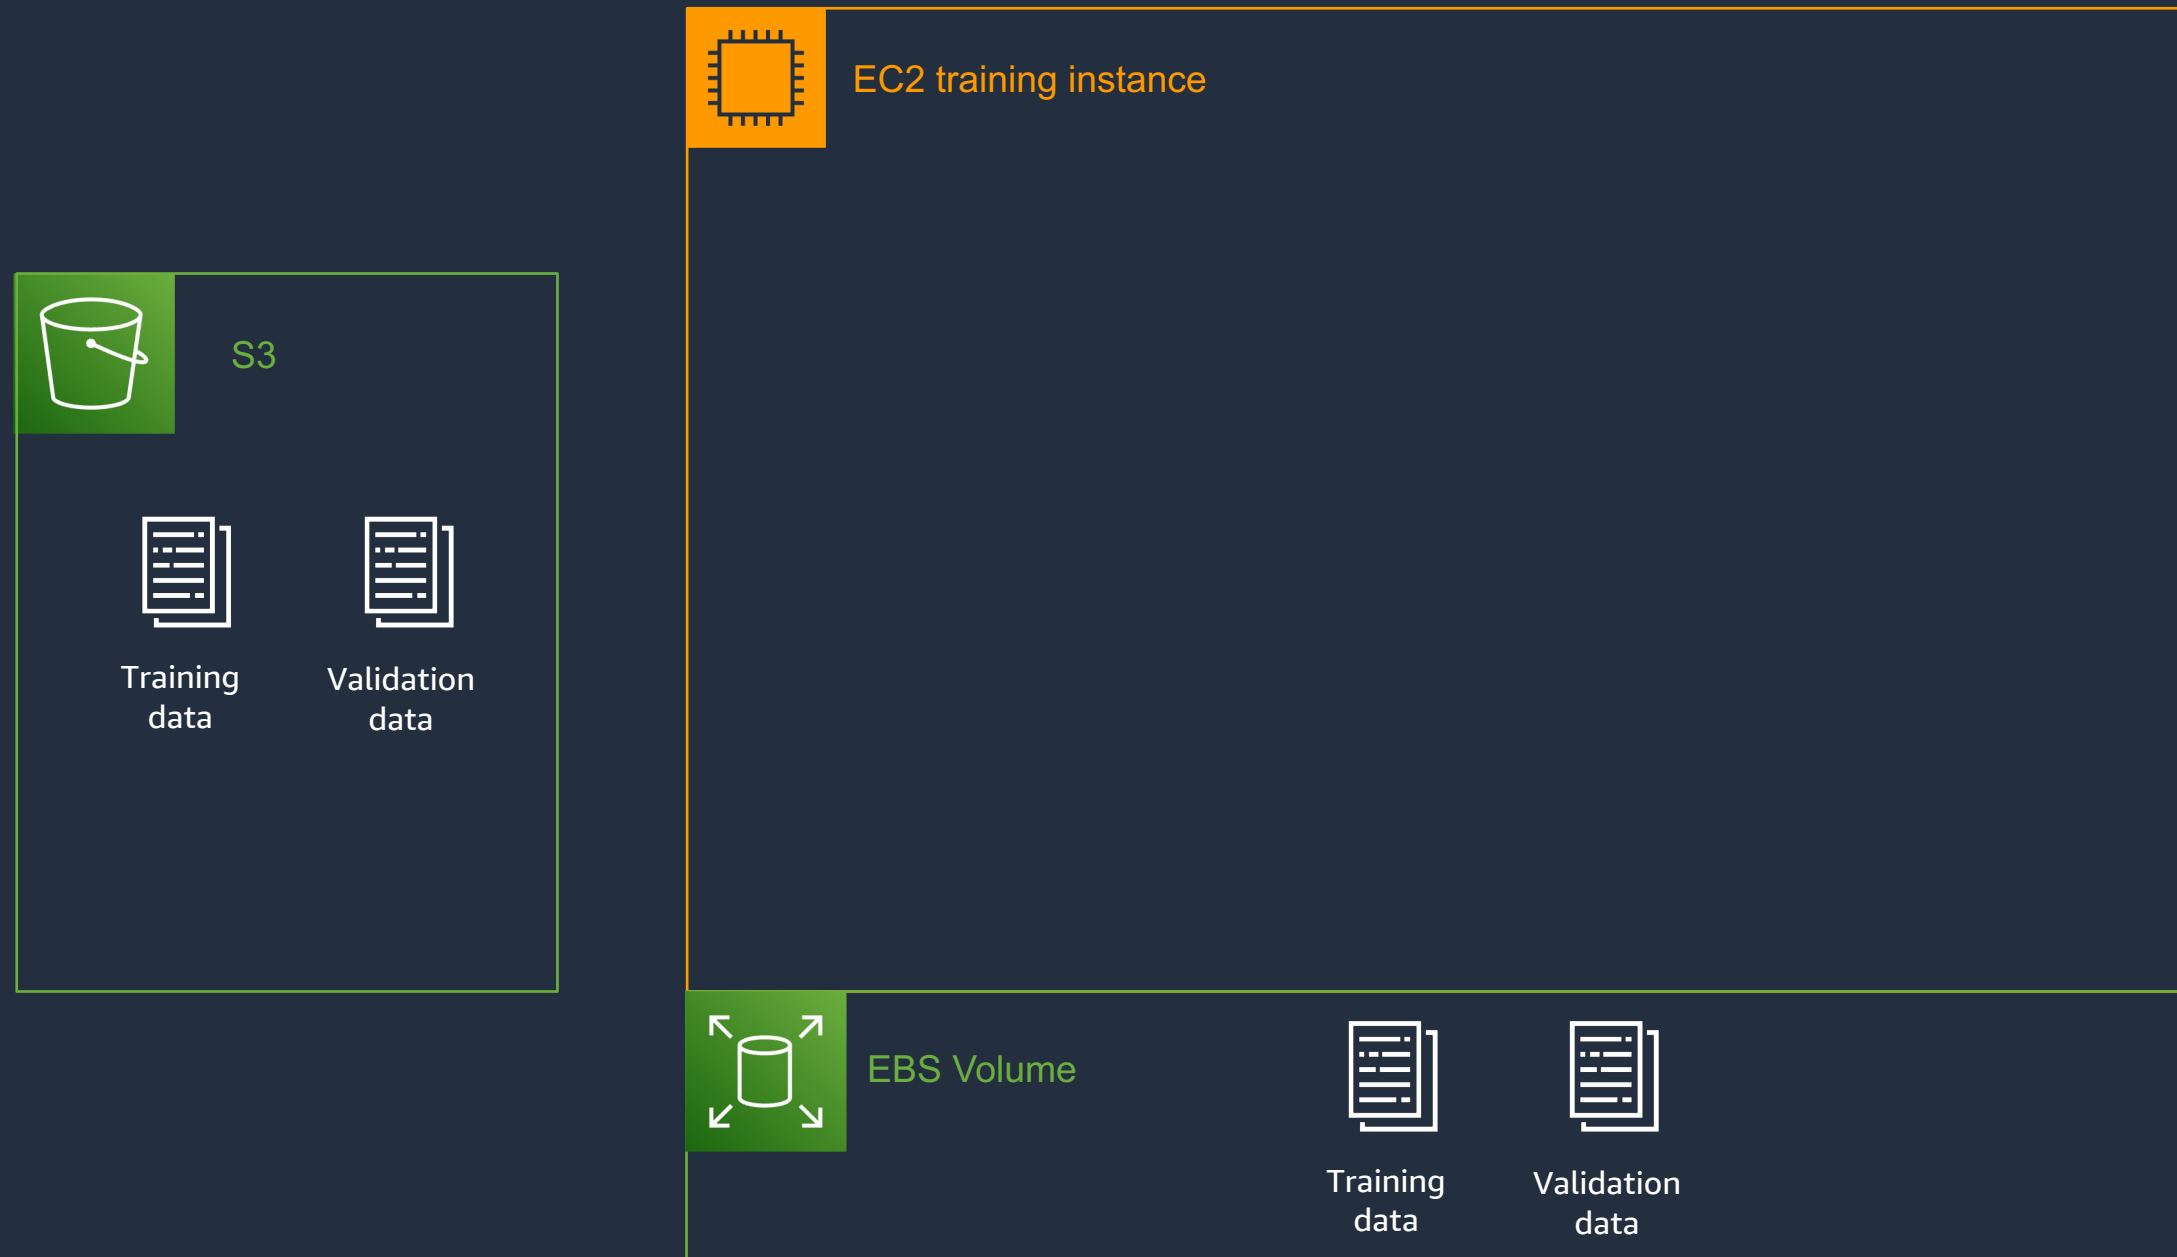 EC2 training instance
S3
Training
data
Validation
data
EBS Volume
Training
data
Validation
data